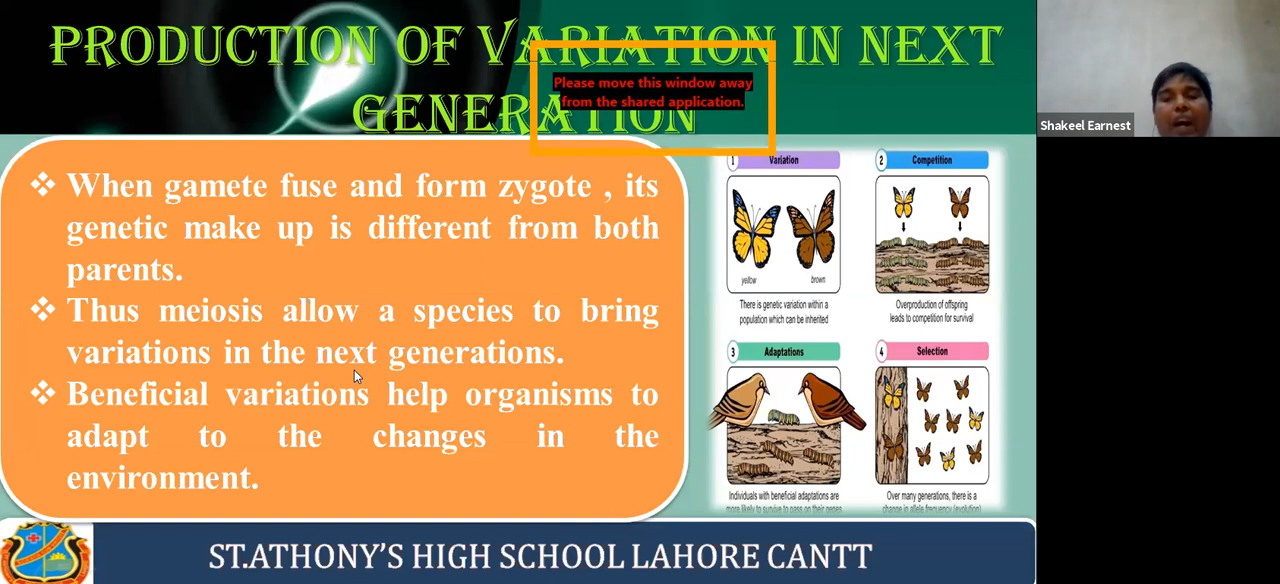 PRODUCTION OF VARIATION IN NEXT
GENERATION
Please move this window away
from the shared application.
Shakeel Earnest
❖ When gamete fuse and form zygote , its
genetic make up is different from both
parents.
❖ Thus meiosis allow a species to bring
variations in the next generations.
❖ Beneficial variations help organisms to
adapt to the changes in the
environment.
1 Variation
yellow brown
There is genetic variation within a
population which can be inherited
2 Competition
Overproduction of offspring
leads to competition for survival
3 Adaptations
Individuals with beneficial adaptations are
more likely to survive to pass on their genes
4 Selection
Over many generations, there is a
change in allele frequency (evolution)
ST.ATHONY'S HIGH SCHOOL LAHORE CANTT